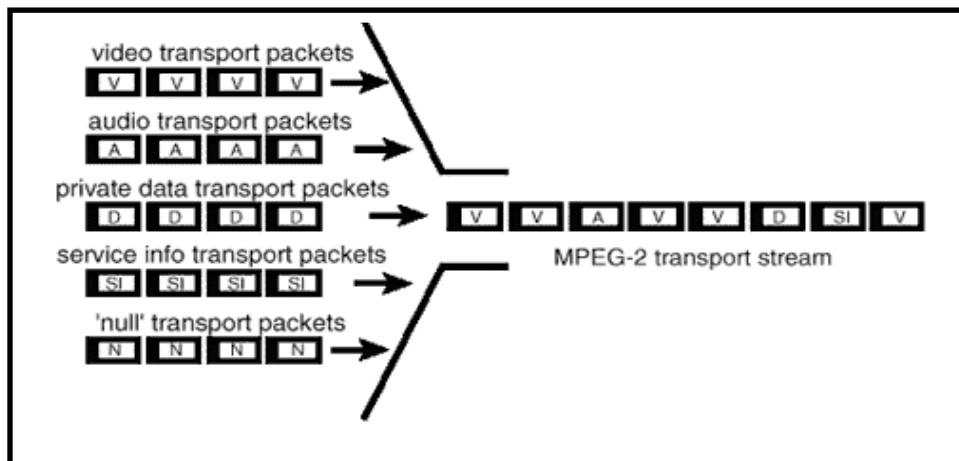 video transport packets
V V V V
audio transport packets
A A A A
private data transport packets
D D D D
V V A V V D SI V
service info transport packets
MPEG-2 transport stream
SI SI SI SI
'null' transport packets
N N N N